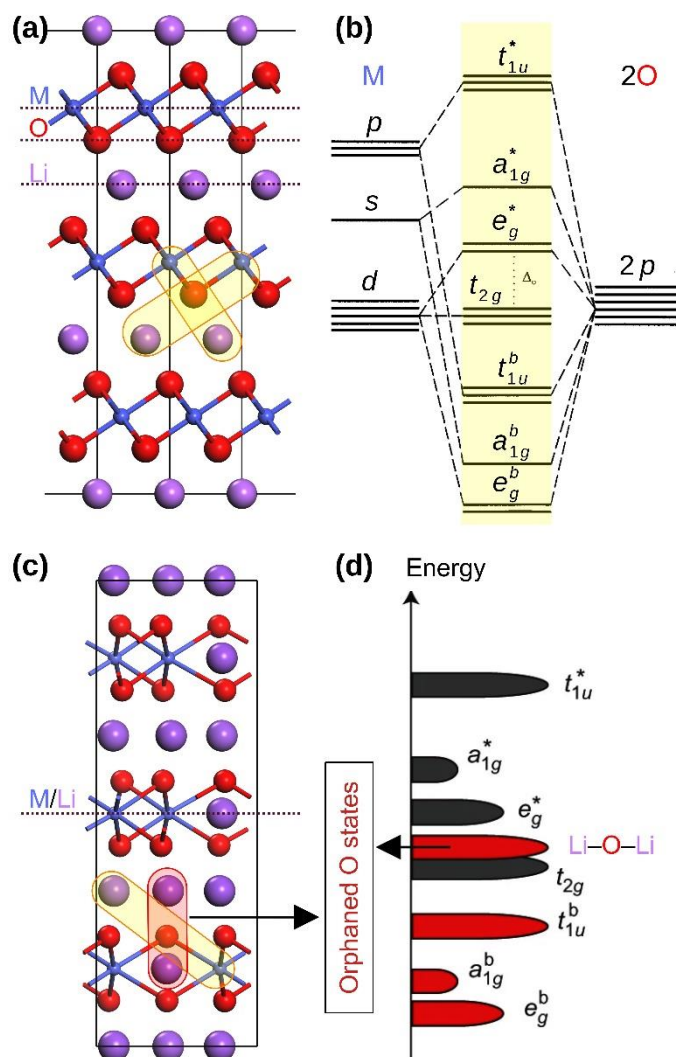 (a)
M
O
Li
(b)
M
2O
t*1u
p
a*1g
s
e*g
d
t2g
Δo
2p
tb1u
ab1g
ebg
(c)
M/Li
Orphaned O states
(d)
Energy
t*1u
a*1g
e*g
Li–O–Li
t2g
tb1u
ab1g
ebg